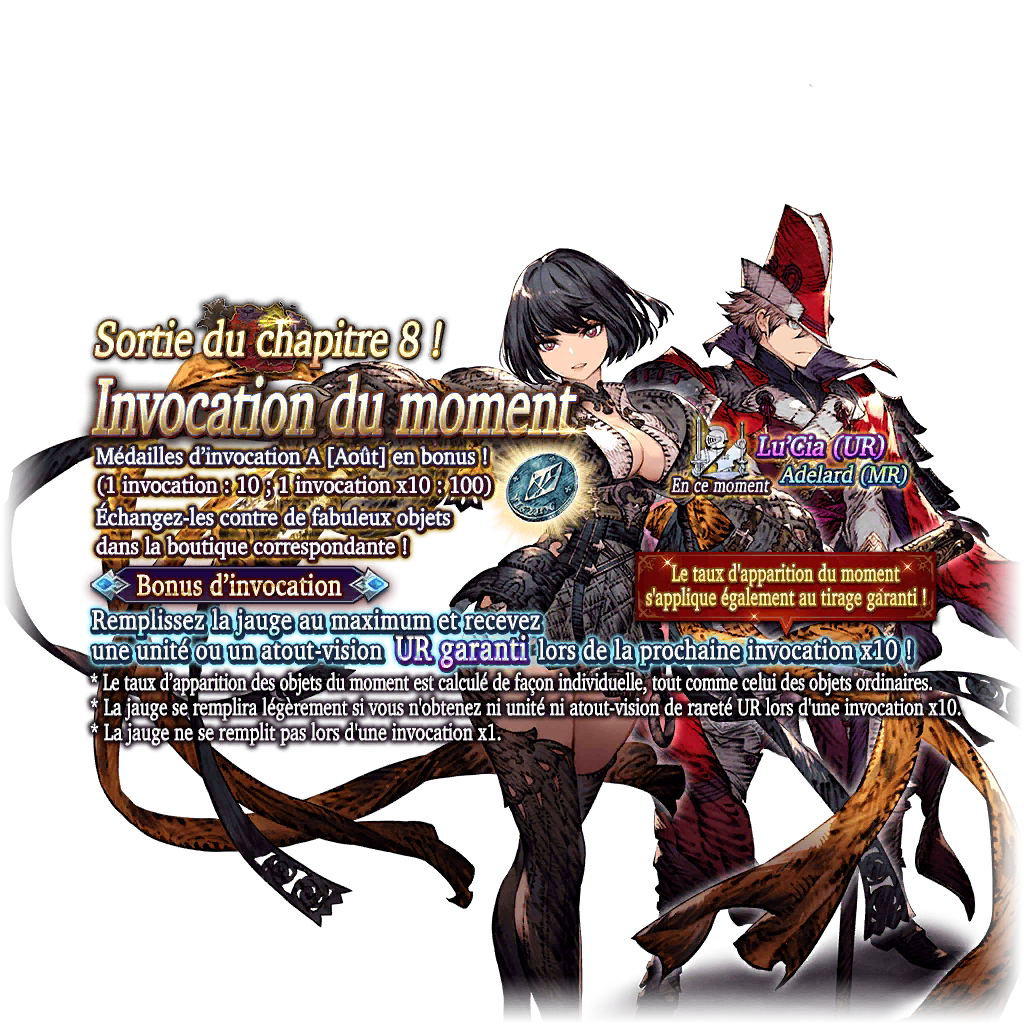 Sortie du chapitre 8 !
Invocation du moment
Médailles d'invocation A [Août] en bonus !
(1 invocation : 10 ; 1 invocation x10 : 100)
Échangez-les contre de fabuleux objets
dans la boutique correspondante !
Lu'Cia (UR)
Adelard (MR)
En ce moment
Le taux d'apparition du moment
s'applique également au tirage garanti !
Bonus d'invocation
Remplissez la jauge au maximum et recevez
une unité ou un atout-vision UR garanti lors de la prochaine invocation x10 !
* Le taux d'apparition des objets du moment est calculé de façon individuelle, tout comme celui des objets ordinaires.
* La jauge se remplira légèrement si vous n'obtenez ni unité ni atout-vision de rareté UR lors d'une invocation x10.
* La jauge ne se remplit pas lors d'une invocation x1.